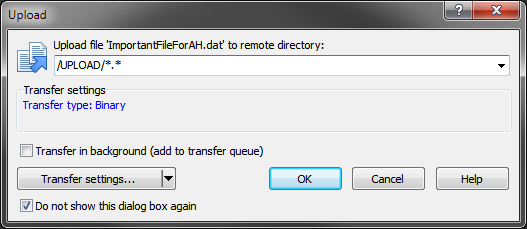 Upload
Upload file 'ImportantFileForAH.dat' to remote directory:
/UPLOAD/*.*
Transfer settings
Transfer type: Binary
Transfer in background (add to transfer queue)
Transfer settings...
OK
Cancel
Help
Do not show this dialog box again